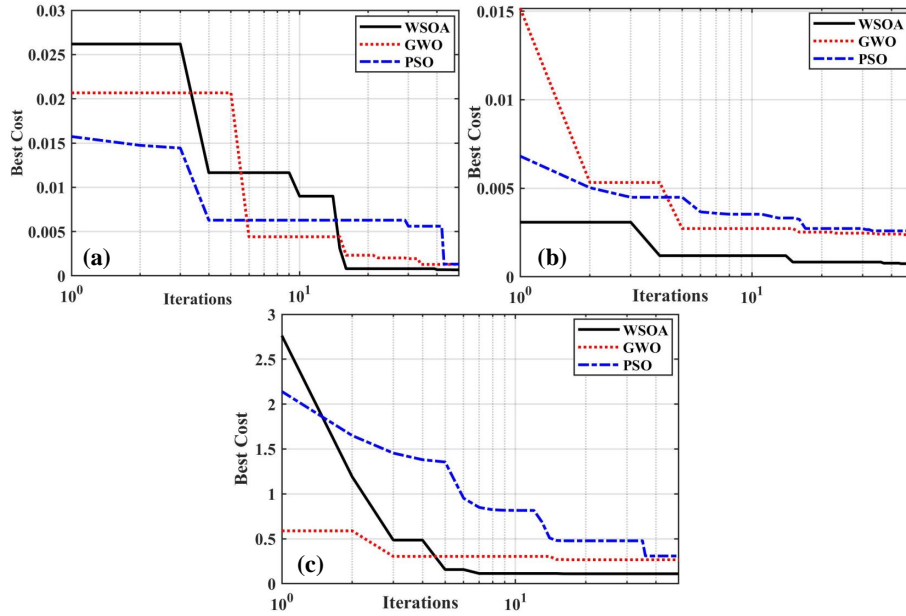 0.03
0.025
0.02
0.015
0.01
0.005
0
Best Cost
WSOA
GWO
PSO
(a)
10^0
Iterations
10^1
0.015
0.01
0.005
0
Best Cost
WSOA
GWO
PSO
(b)
10^0
Iterations
10^1
3
2.5
2
1.5
1
0.5
0
Best Cost
WSOA
GWO
PSO
(c)
10^0
Iterations
10^1